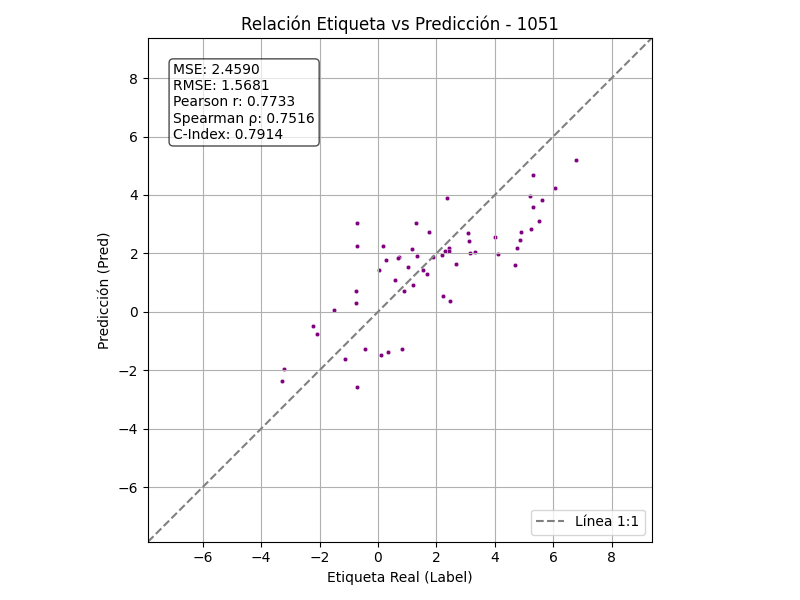 Relación Etiqueta vs Predicción - 1051
MSE: 2.4590
RMSE: 1.5681
Pearson r: 0.7733
Spearman ρ: 0.7516
C-Index: 0.7914
8
6
4
2
0
−2
−4
−6
Predicción (Pred)
Línea 1:1
−6 −4 −2 0 2 4 6 8
Etiqueta Real (Label)